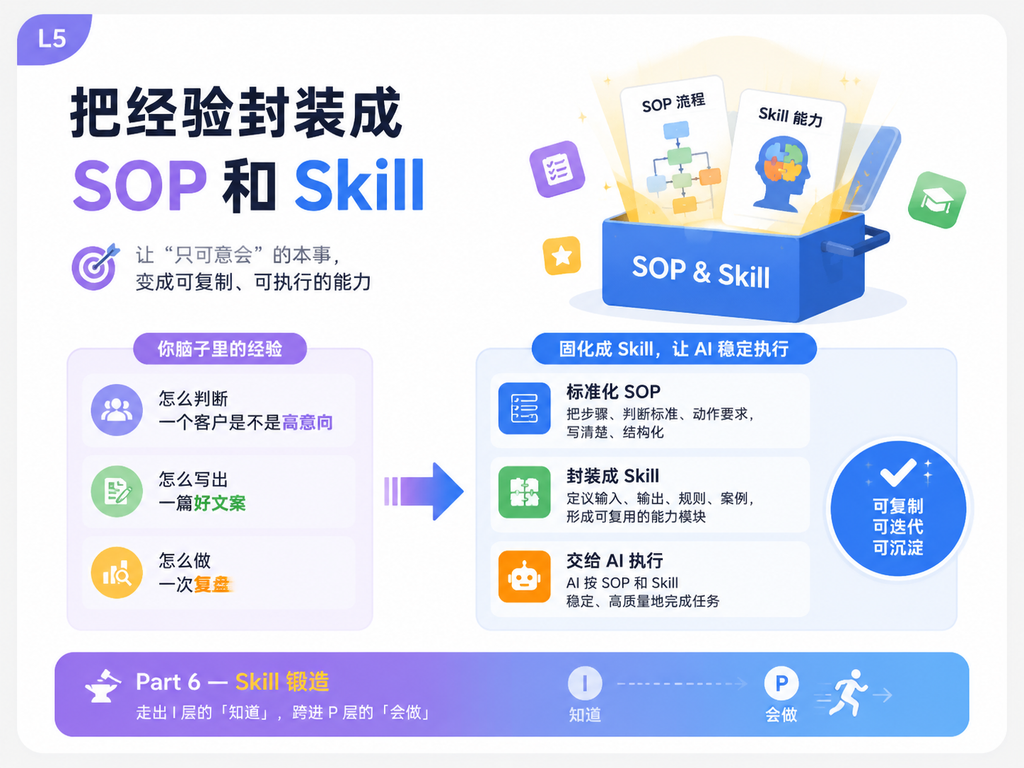 L5
把经验封装成
SOP 和 Skill
让“只可意会”的本事，
变成可复制、可执行的能力
SOP 流程
Skill 能力
SOP & Skill
你脑子里的经验
怎么判断
一个客户是不是高意向
怎么写出
一篇好文案
怎么做
一次复盘
固化成 Skill，让 AI 稳定执行
标准化 SOP
把步骤、判断标准、动作要求，
写清楚、结构化
封装成 Skill
定议输入、输出、规则、案例，
形成可复用的能力模块
交给 AI 执行
AI 按 SOP 和 Skill
稳定、高质量地完成任务
可复制
可迭代
可沉淀
Part 6 — Skill 锻造
走出 I 层的「知道」，跨进 P 层的「会做」
I
知道
P
会做